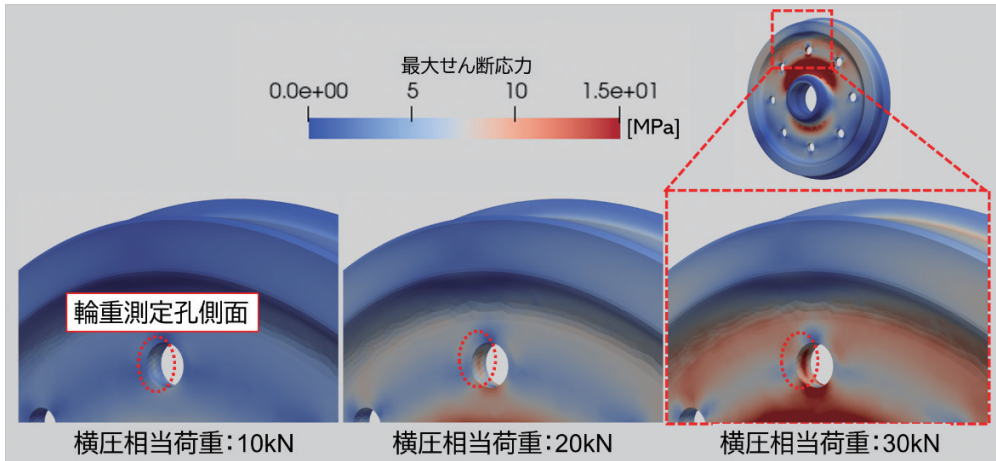 最大せん断応力
0.0e+00 5 10 1.5e+01
[MPa]
輪重測定孔側面
横圧相当荷重：10kN
横圧相当荷重：20kN
横圧相当荷重：30kN